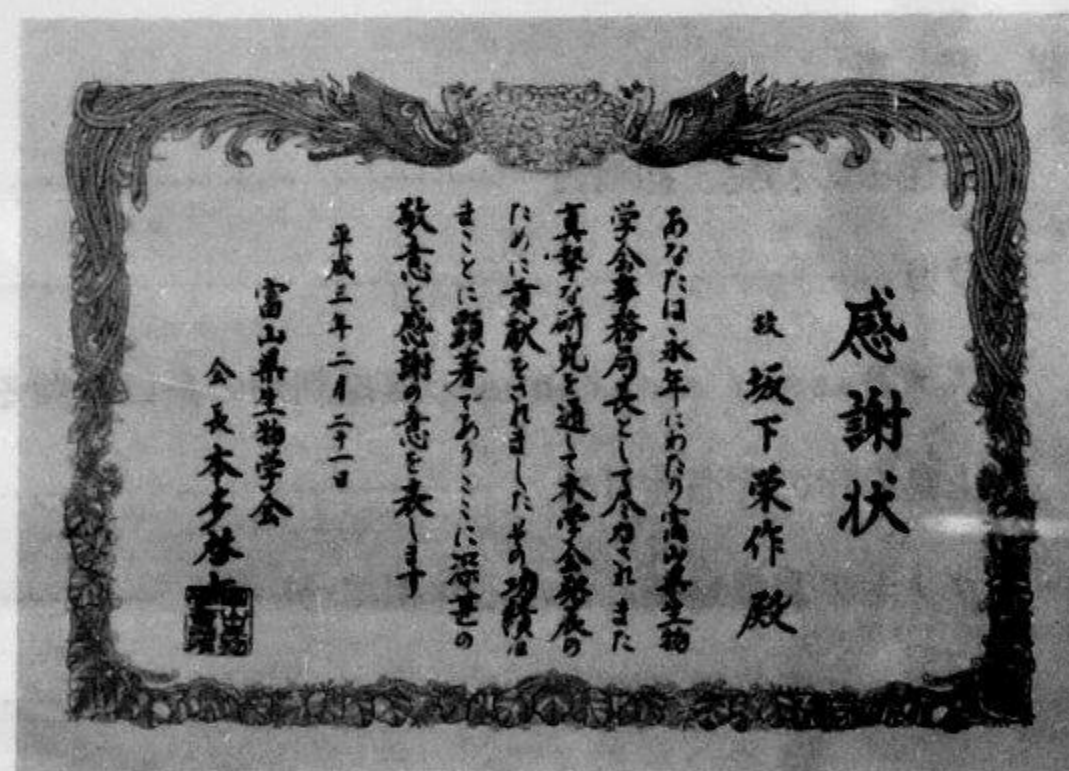 感謝状
故 坂下栄作殿
あなたは永年にわたり富山県生物
学会事務局長として尽力されまた
真摯な研究を通して本学会発展の
ために貢献をされましたその功績は
まことに顕著でありここに深甚の
敬意と感謝の意を表します
平成三年二月二十一日
富山県生物学会
会長 本多啓